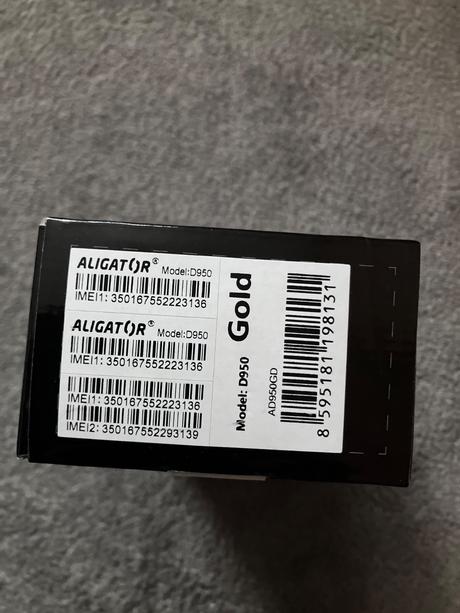 ALIGATOR® Model:D950
IMEI1: 350167552223136
ALIGATOR® Model:D950
IMEI1: 350167552223136
IMEI1: 350167552223136
IMEI2: 350167552293139
Model: D950 Gold
AD950GD
8 595181 198131